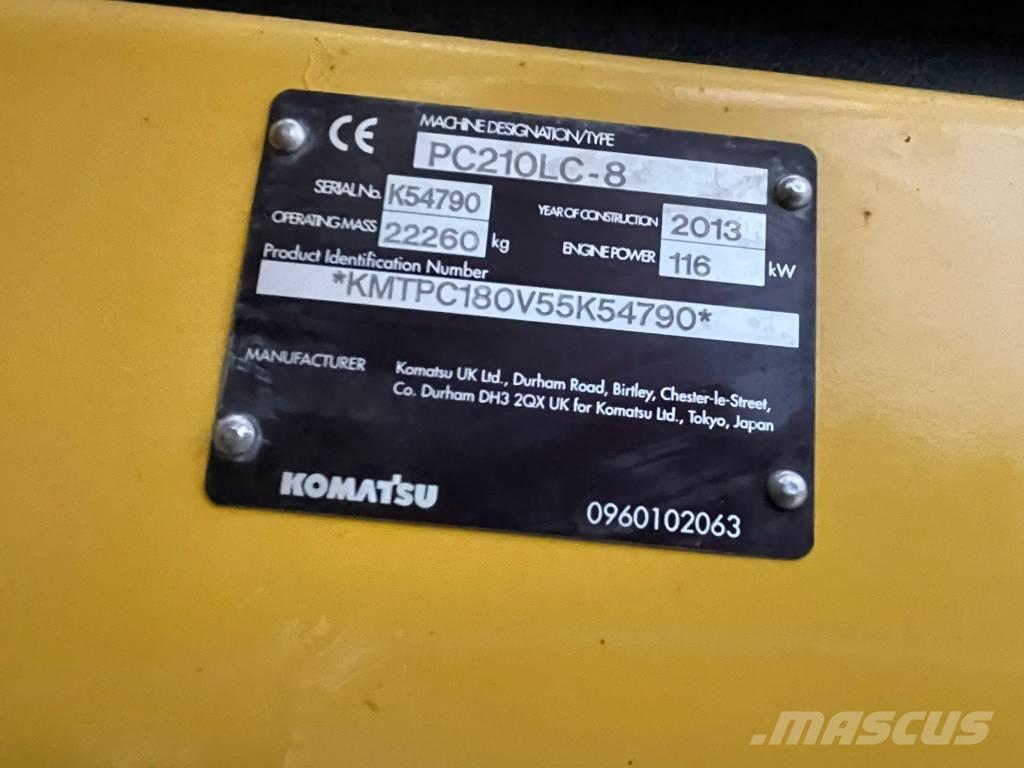 CE MACHINE DESIGNATION/TYPE
PC210LC-8
SERIAL No. K54790 YEAR OF CONSTRUCTION 2013
OPERATING MASS 22260 kg ENGINE POWER 116 kW
Product Identification Number
*KMTPC180V55K54790*
MANUFACTURER Komatsu UK Ltd., Durham Road, Birtley, Chester-le-Street,
Co. Durham DH3 2QX UK for Komatsu Ltd., Tokyo, Japan
KOMATSU 0960102063
MASCUS